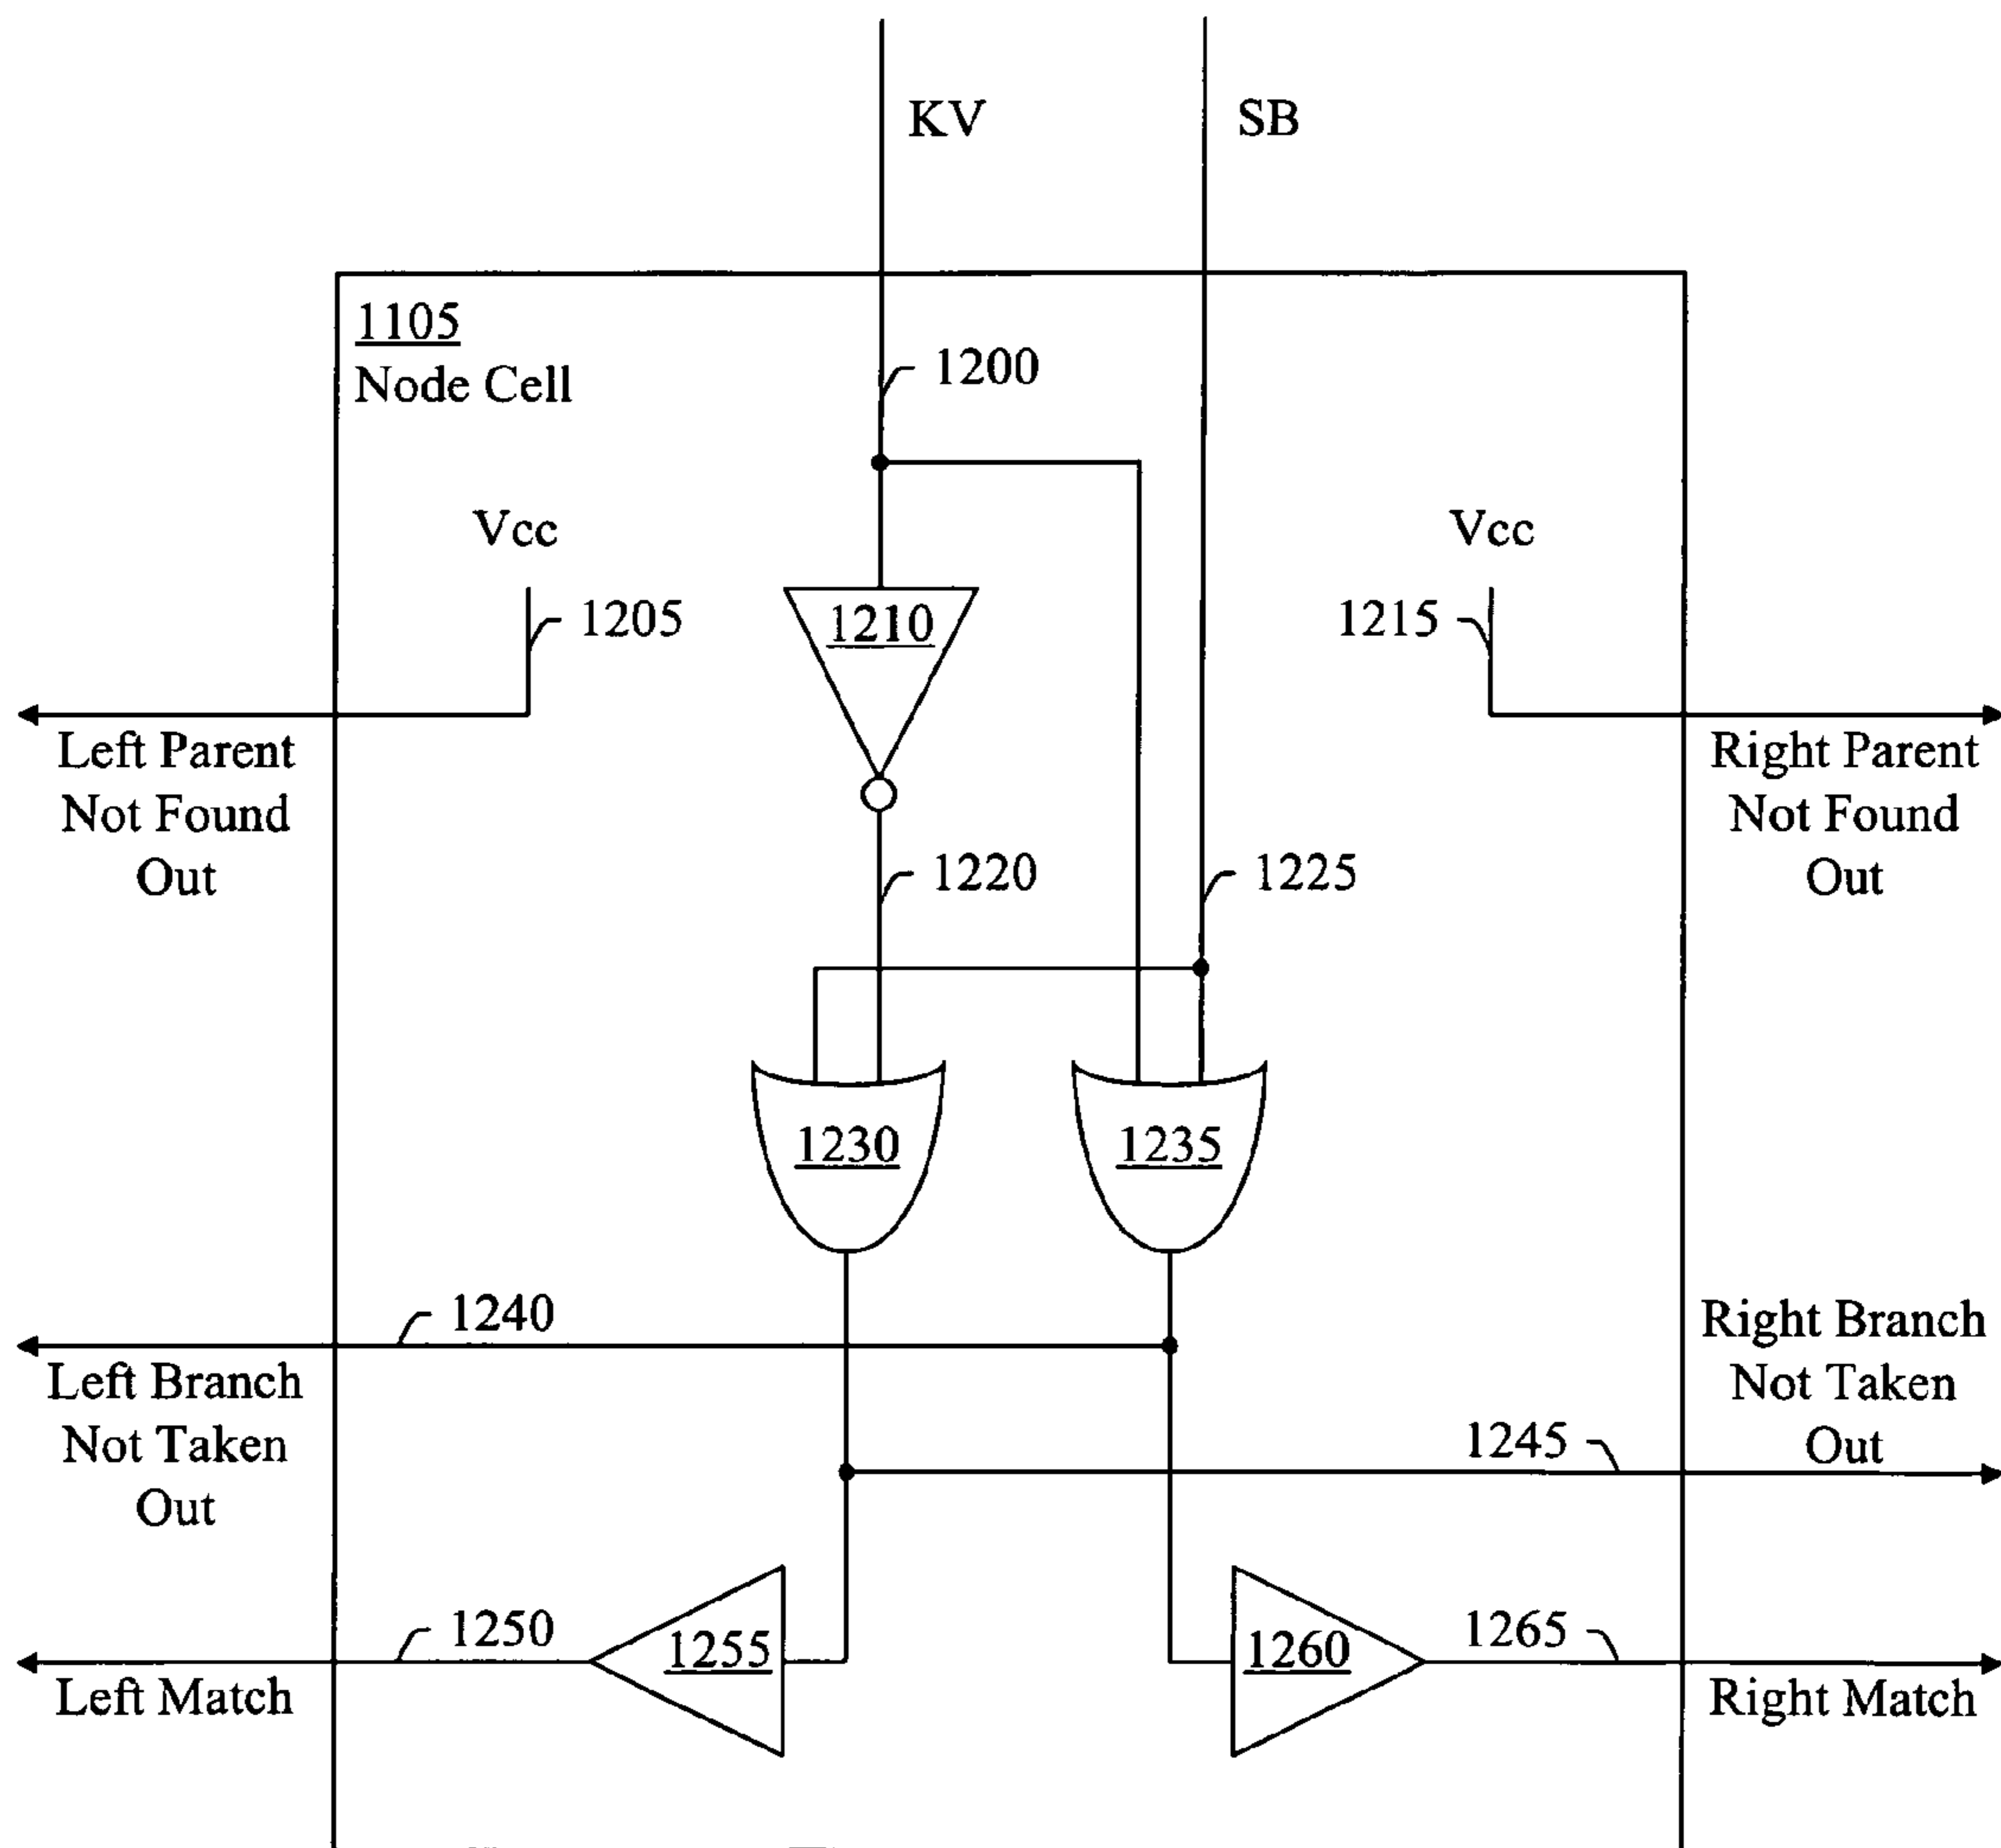 KV
SB
1105
Node Cell
1200
Vcc
Vcc
1205
1210
1215
Left Parent
Not Found
Out
Right Parent
Not Found
Out
1220
1225
1230
1235
1240
Left Branch
Not Taken
Out
Right Branch
Not Taken
Out
1245
1250
1255
1260
1265
Left Match
Right Match